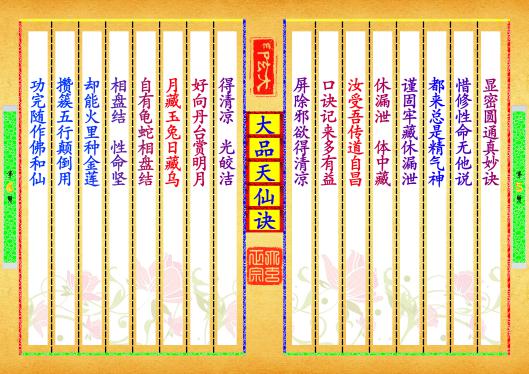 显密圆通真妙诀
惜修性命无他说
都来总是精气神
谨固牢藏休漏泄
休漏泄 体中藏
汝受吾传道自昌
口诀记来多有益
屏除邪欲得清凉
大品天仙诀
得清凉 光皎洁
好向丹台赏明月
月藏玉兔日藏乌
自有龟蛇相盘结
相盘结 性命坚
却能火里种金莲
攒簇五行颠倒用
功完随作佛和仙